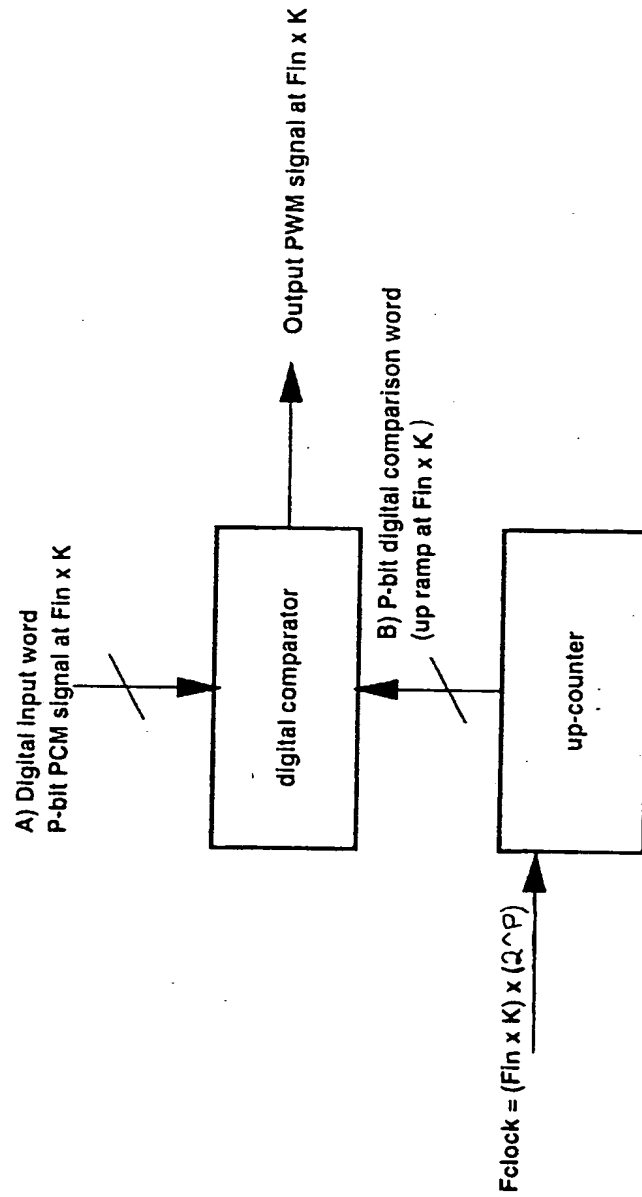 A) Digital input word
P-bit PCM signal at Fin x K
digital comparator
Output PWM signal at Fin x K
B) P-bit digital comparison word
(up ramp at Fin x K)
up-counter
Fclock = (Fin x K) x (2^P)